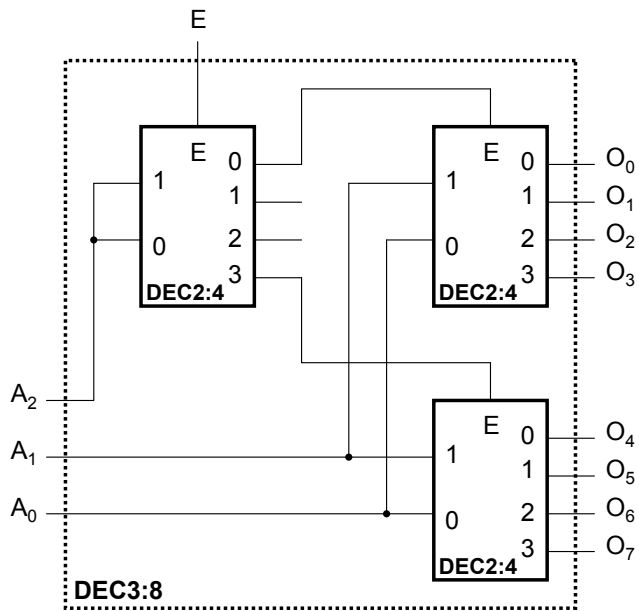 E
E 0
1 1
0 2
3
DEC2:4
E 0 O₀
1 1 O₁
0 2 O₂
3 O₃
DEC2:4
A₂
A₁
A₀
E 0 O₄
1 1 O₅
0 2 O₆
3 O₇
DEC2:4
DEC3:8